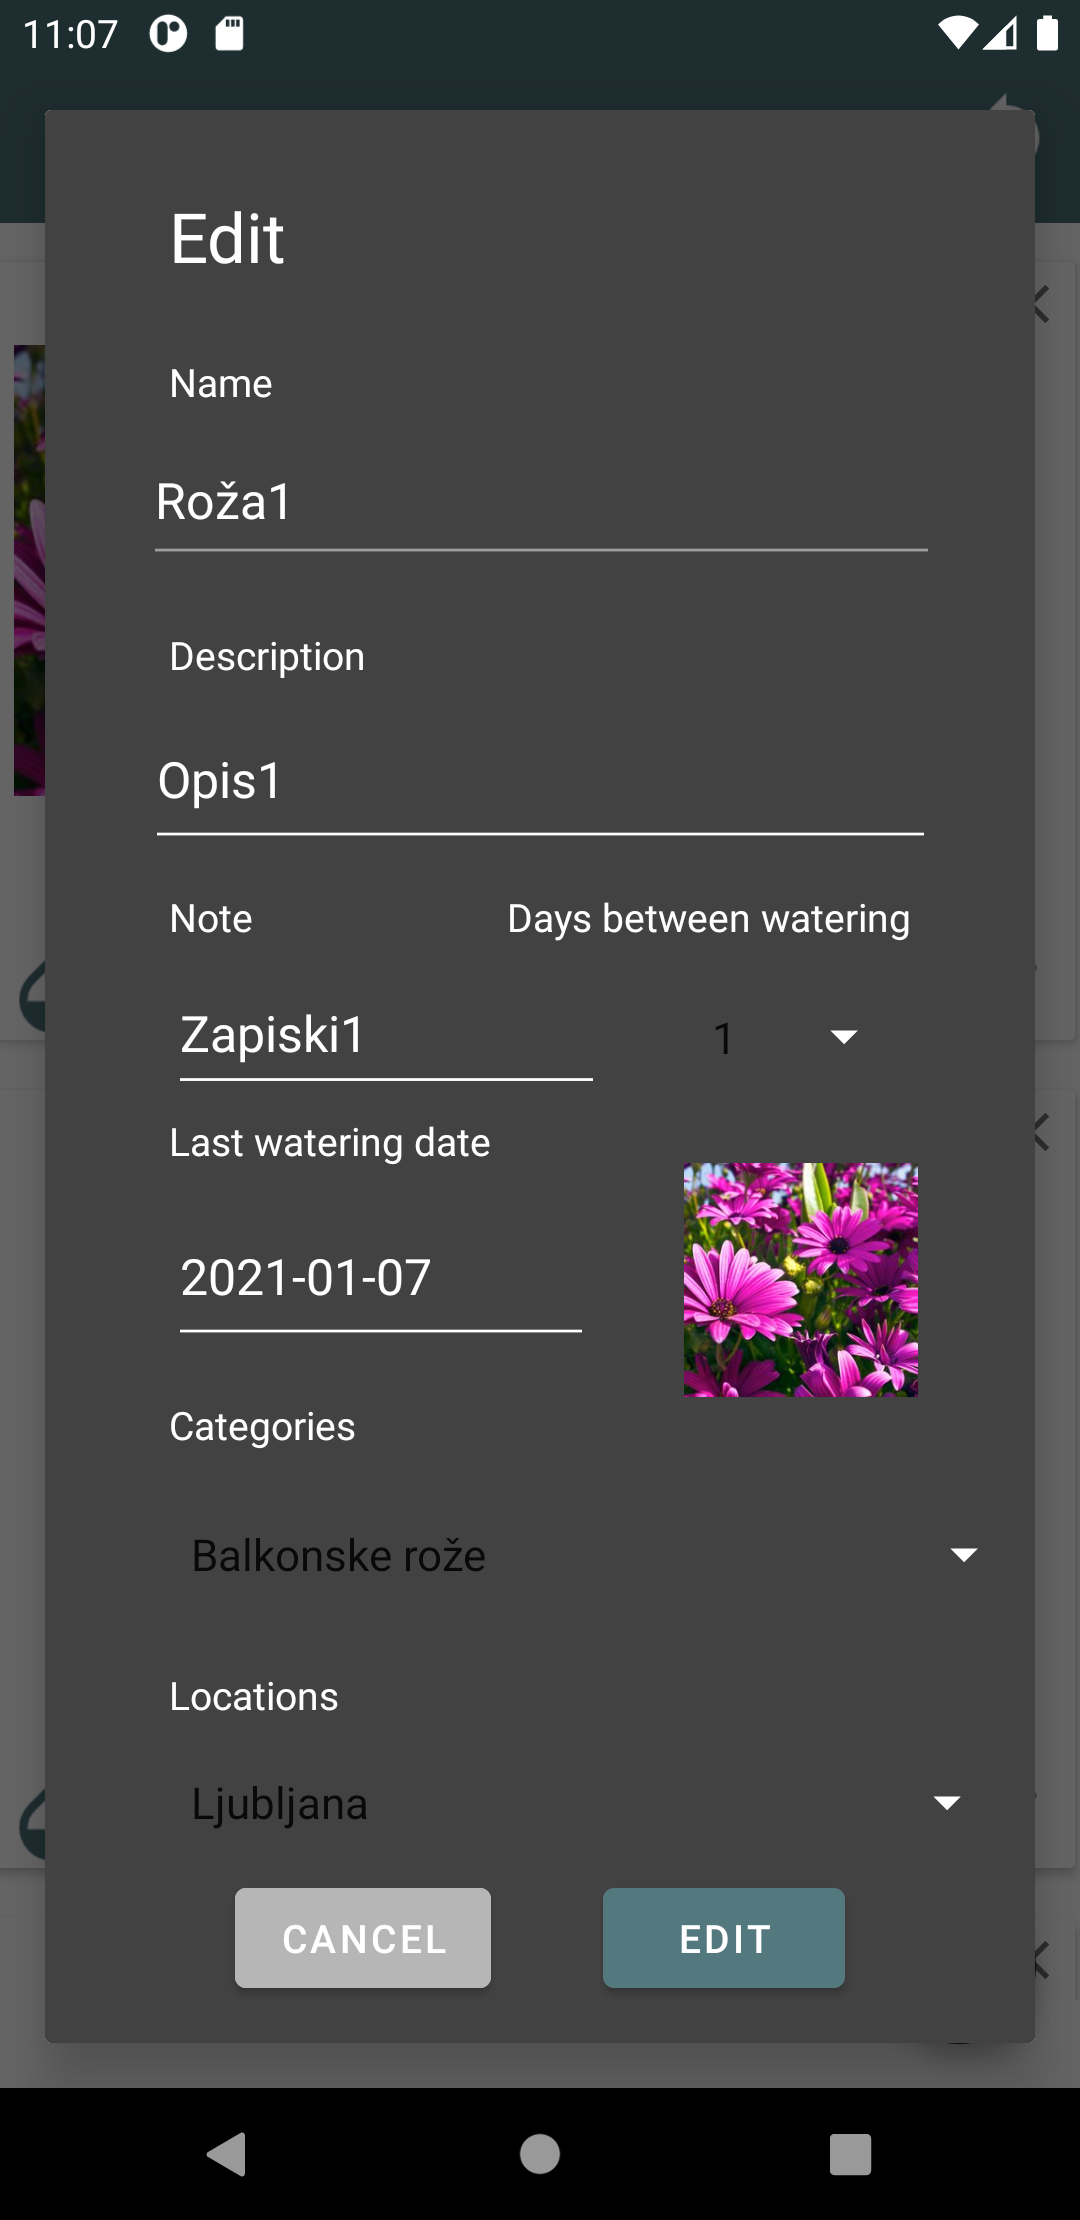 11:07
Edit
Name
Roža1
Description
Opis1
Note
Days between watering
Zapiski1
1
Last watering date
2021-01-07
Categories
Balkonske rože
Locations
Ljubljana
CANCEL
EDIT